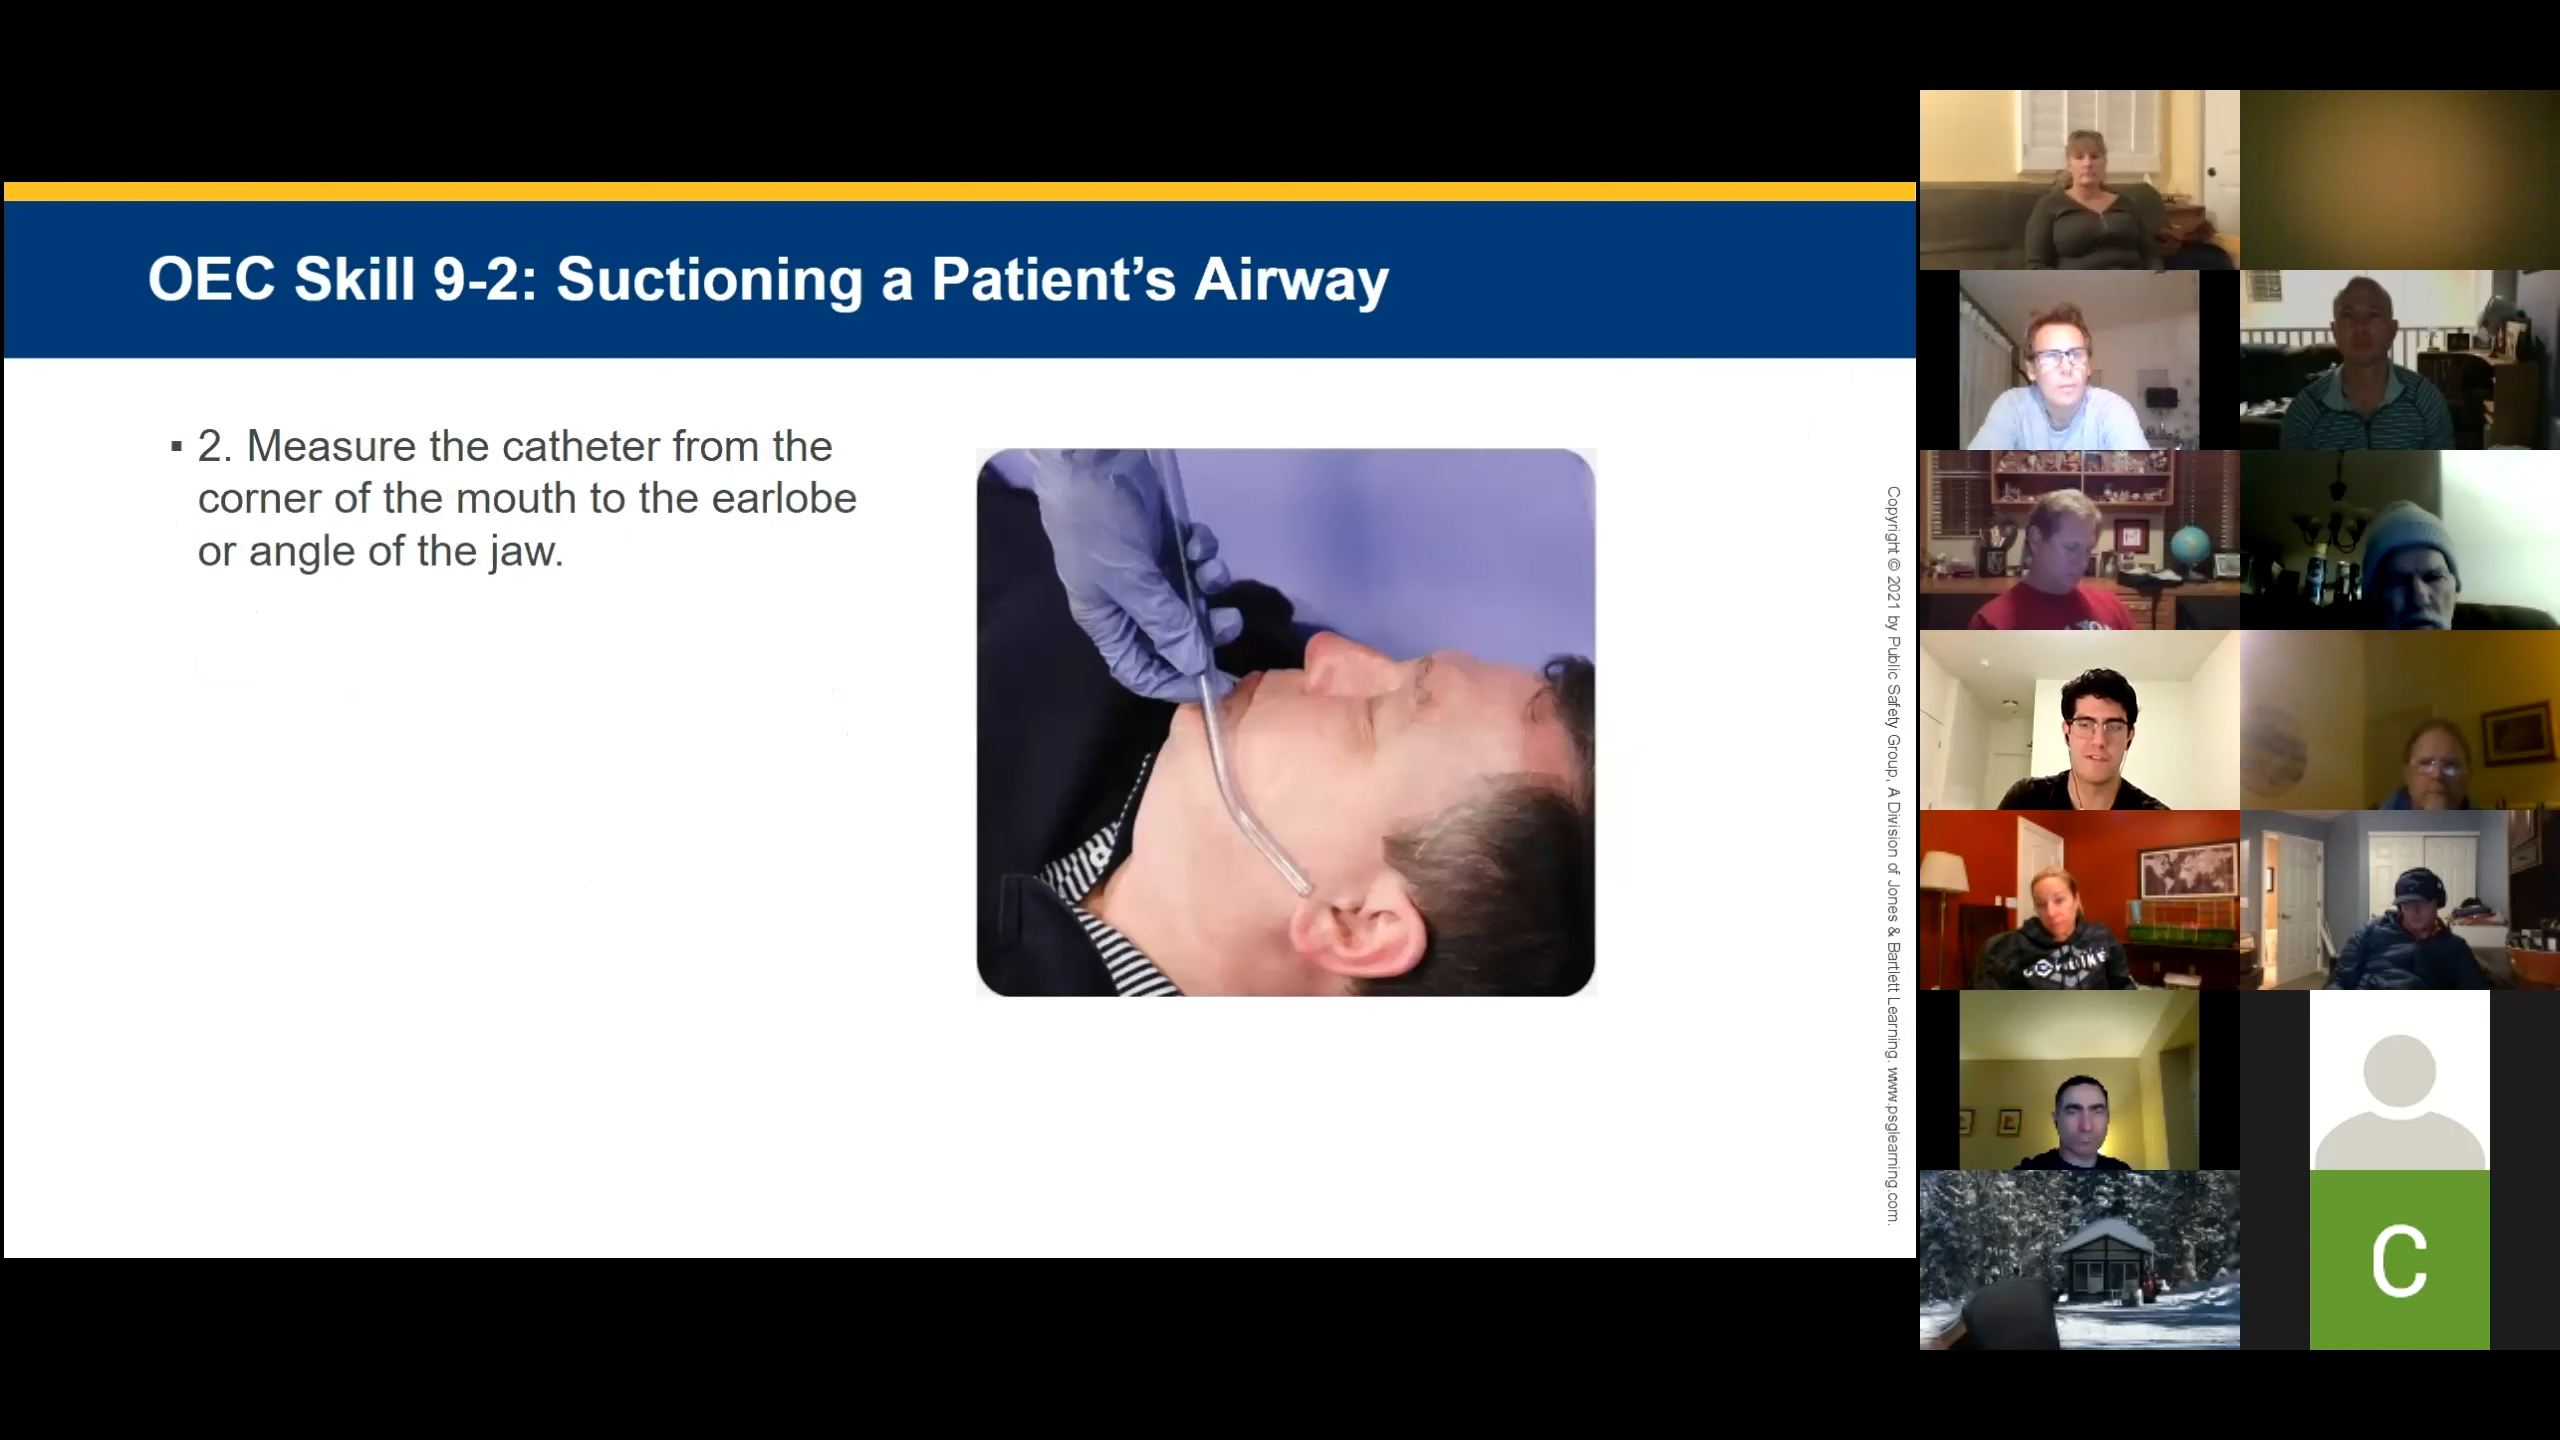 OEC Skill 9-2: Suctioning a Patient’s Airway
▪ 2. Measure the catheter from the
corner of the mouth to the earlobe
or angle of the jaw.
Copyright © 2021 by Public Safety Group, A Division of Jones & Bartlett Learning. www.psglearning.com.
C